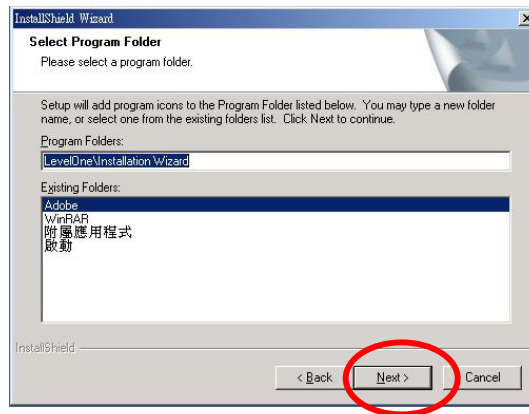 InstallShield Wizard
Select Program Folder
Please select a program folder.
Setup will add program icons to the Program Folder listed below. You may type a new folder
name, or select one from the existing folders list. Click Next to continue.
Program Folders:
LevelOne\Installation Wizard
Existing Folders:
Adobe
WinRAR
附屬應用程式
啟動
InstallShield
< Back Next > Cancel